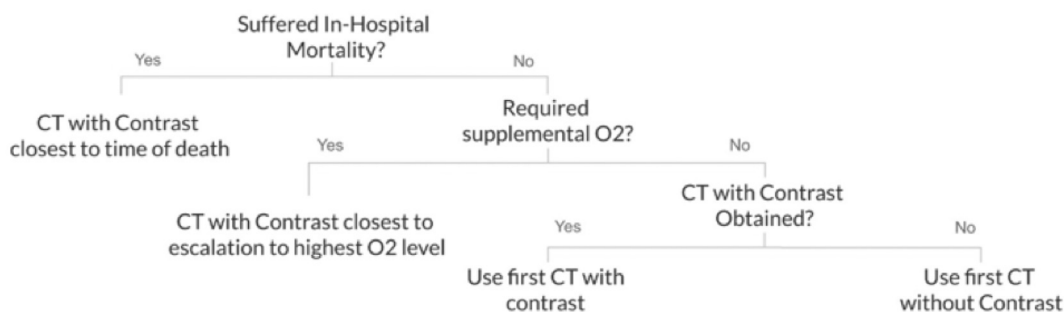 Suffered In-Hospital
Mortality?
Yes
No
CT with Contrast
closest to time of death
Required
supplemental O2?
Yes
No
CT with Contrast closest to
escalation to highest O2 level
CT with Contrast
Obtained?
Yes
No
Use first CT with
contrast
Use first CT
without Contrast